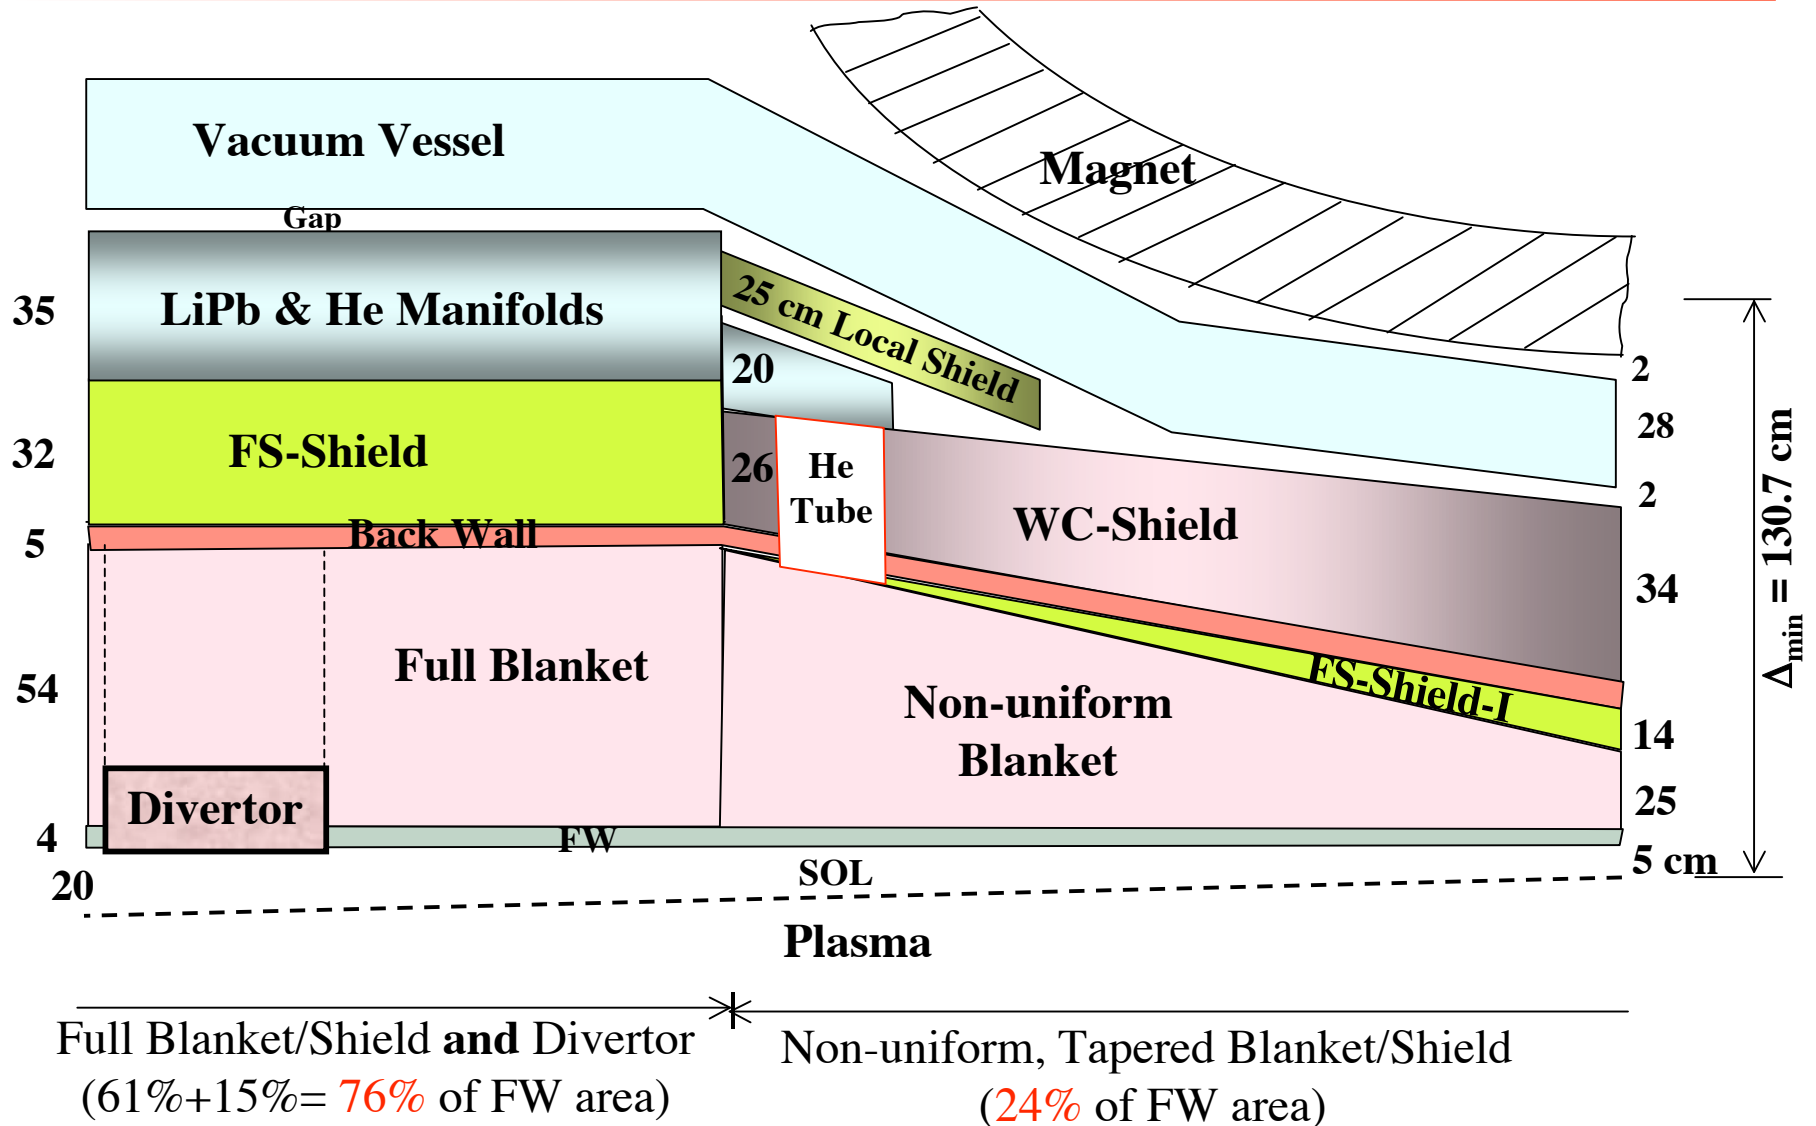 Vacuum Vessel
Magnet
Gap
35
LiPb & He Manifolds
25 cm Local Shield
20
2
28
32
FS-Shield
26
He
Tube
WC-Shield
2
Δmin = 130.7 cm
5
Back Wall
34
54
Full Blanket
Non-uniform
Blanket
FS-Shield-I
14
25
Divertor
4
FW
5 cm
20
SOL
Plasma
Full Blanket/Shield and Divertor
(61%+15%= 76% of FW area)
Non-uniform, Tapered Blanket/Shield
(24% of FW area)